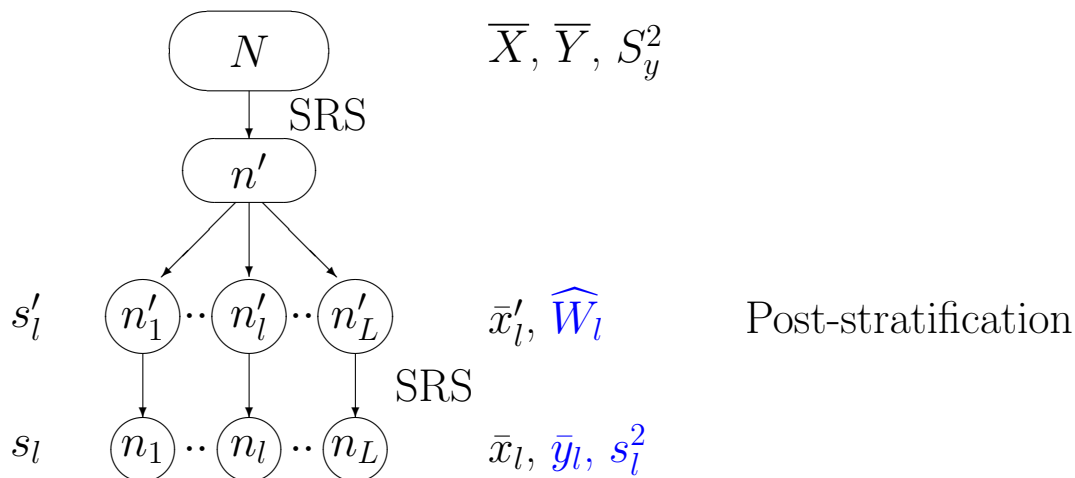 N X̅, Y̅, S_y^2
SRS
n′
s′_l n′_1 ·· n′_l ·· n′_L x̄′_l, Ŵ_l Post-stratification
SRS
s_l n_1 ·· n_l ·· n_L x̄_l, ȳ_l, s_l^2